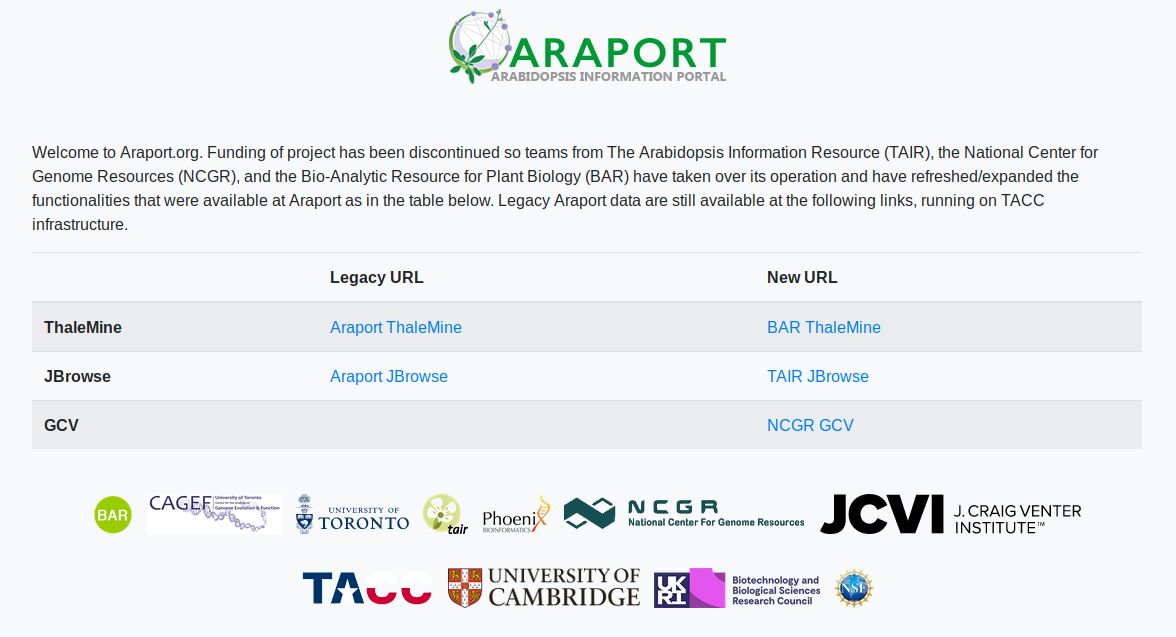 ARAPORT
ARABIDOPSIS INFORMATION PORTAL
Welcome to Araport.org. Funding of project has been discontinued so teams from The Arabidopsis Information Resource (TAIR), the National Center for
Genome Resources (NCGR), and the Bio-Analytic Resource for Plant Biology (BAR) have taken over its operation and have refreshed/expanded the
functionalities that were available at Araport as in the table below. Legacy Araport data are still available at the following links, running on TACC
infrastructure.
Legacy URL New URL
ThaleMine Araport ThaleMine BAR ThaleMine
JBrowse Araport JBrowse TAIR JBrowse
GCV NCGR GCV
BAR
CAGEF
University of Toronto
Centre for the Analysis of
Genome Evolution & Function
UNIVERSITY OF
TORONTO
tair
PhoeniX
BIOINFORMATICS
NCGR
National Center For Genome Resources
JCVI
J. CRAIG VENTER
INSTITUTE™
TACC
UNIVERSITY OF
CAMBRIDGE
UKRI
Biotechnology and
Biological Sciences
Research Council
NSF